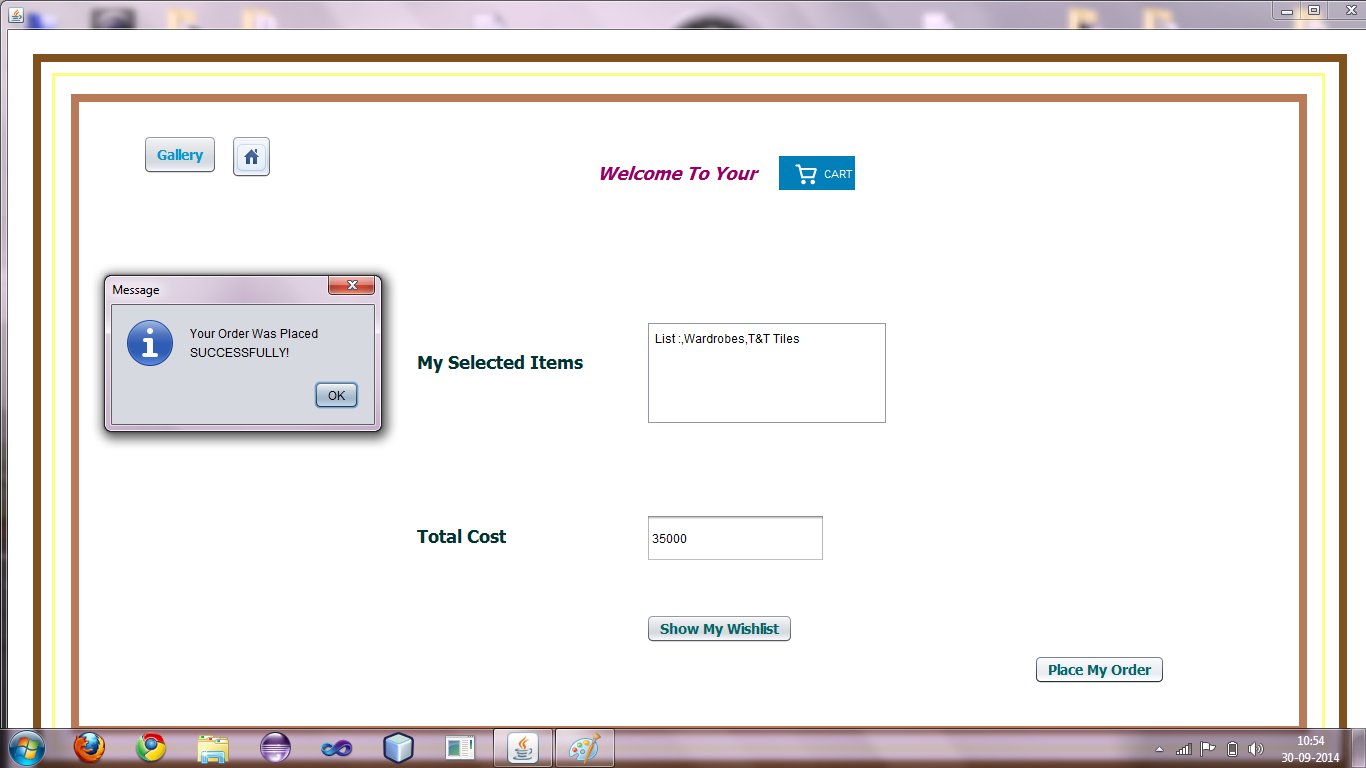 Gallery
Welcome To Your
CART
Message
Your Order Was Placed
SUCCESSFULLY!
OK
My Selected Items
List :,Wardrobes,T&T Tiles
Total Cost
35000
Show My Wishlist
Place My Order
10:54
30-09-2014